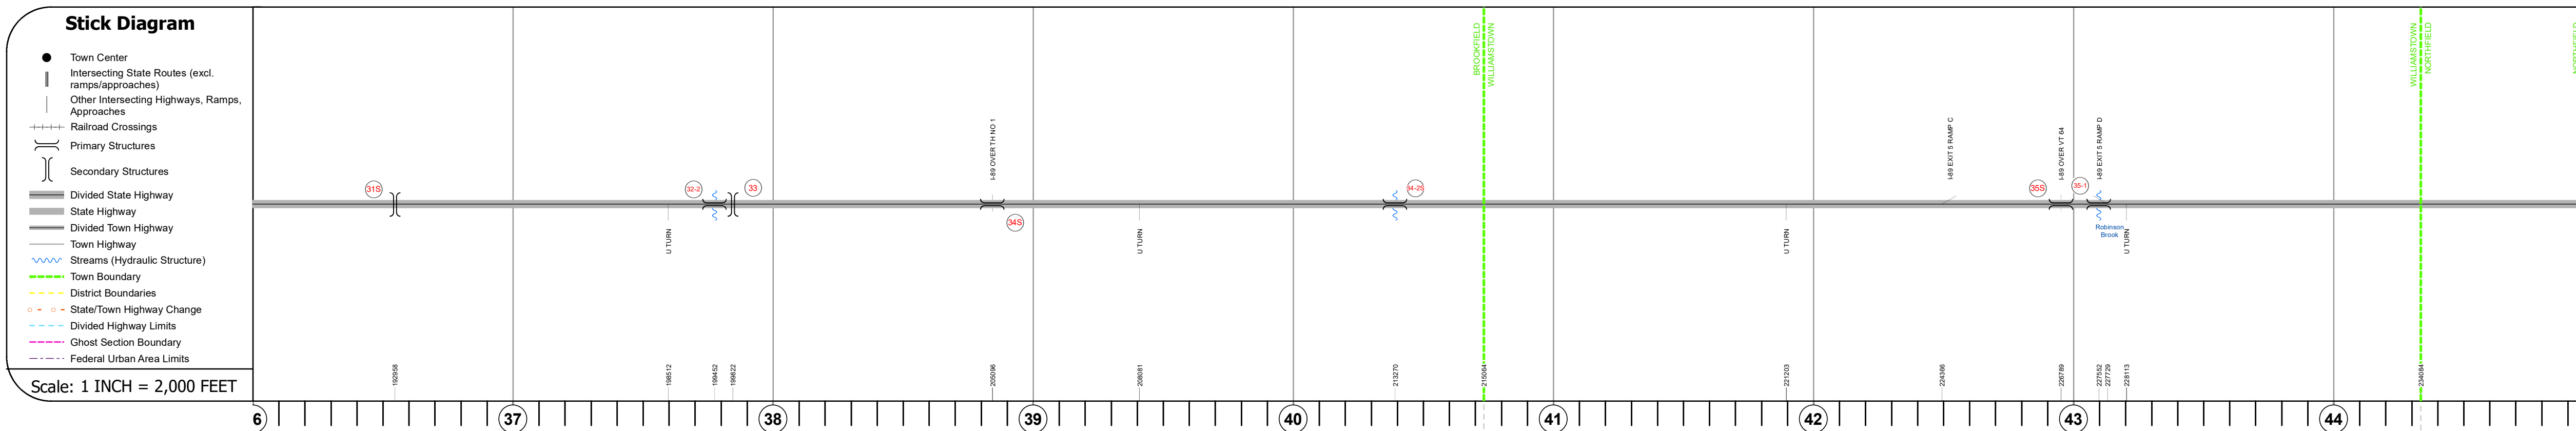 Stick Diagram
Town Center
Intersecting State Routes (excl.
ramps/approaches)
Other Intersecting Highways, Ramps,
Approaches
Railroad Crossings
Primary Structures
Secondary Structures
Divided State Highway
State Highway
Divided Town Highway
Town Highway
Streams (Hydraulic Structure)
Town Boundary
District Boundaries
State/Town Highway Change
Divided Highway Limits
Ghost Section Boundary
Federal Urban Area Limits
Scale: 1 INCH = 2,000 FEET
BROOKFIELD
WILLIAMSTOWN
WILLIAMSTOWN
NORTHFIELD
NORTHFIELD
I-89 OVER TH NO 1
I-89 EXIT 5 RAMP C
I-89 OVER VT 64
I-89 EXIT 5 RAMP D
31S
32-2
33
34S
34-2S
35S
35-1
U TURN
U TURN
U TURN
Robinson
Brook
U TURN
192958
198512
199452
199822
205096
208081
213270
215064
221203
224366
226789
227552
227729
228113
234084
6
37
38
39
40
41
42
43
44